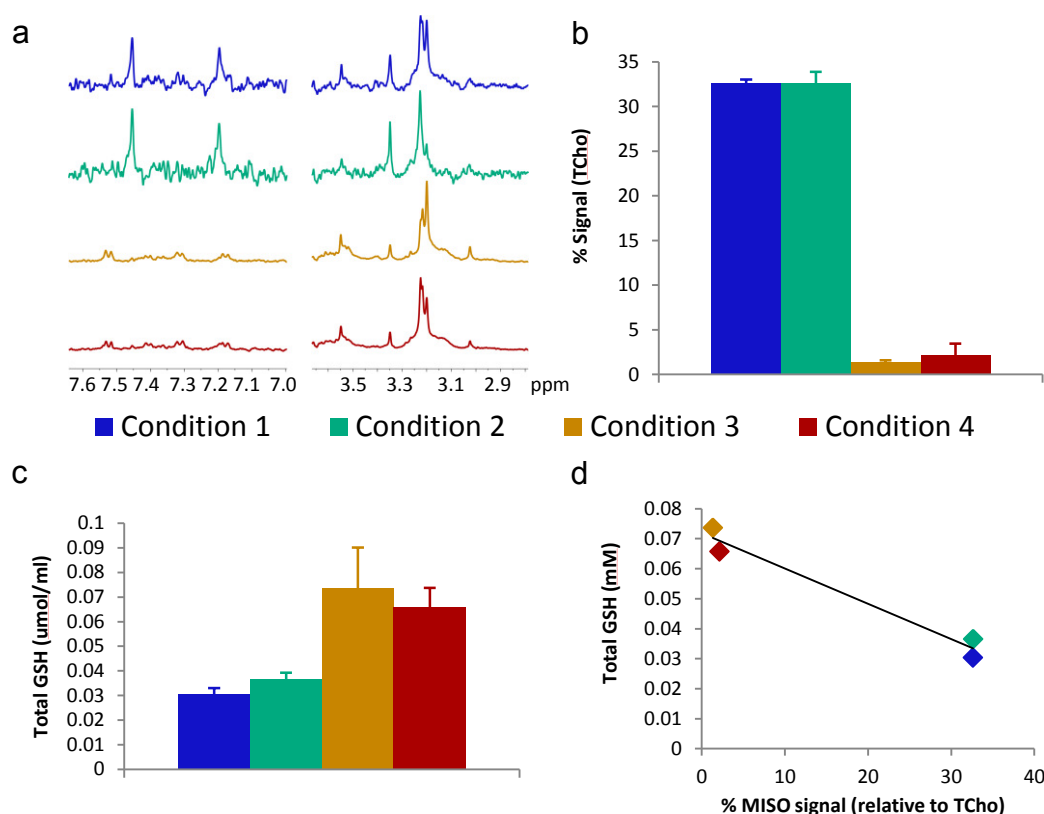 a
7.6 7.5 7.4 7.3 7.2 7.1 7.0 3.5 3.3 3.1 2.9 ppm
b
% Signal (TCho)
35
30
25
20
15
10
5
0
Condition 1 Condition 2 Condition 3 Condition 4
c
Total GSH (umol/ml)
0.1
0.09
0.08
0.07
0.06
0.05
0.04
0.03
0.02
0.01
0
d
Total GSH (mM)
0.08
0.07
0.06
0.05
0.04
0.03
0.02
0.01
0
0 10 20 30 40
% MISO signal (relative to TCho)